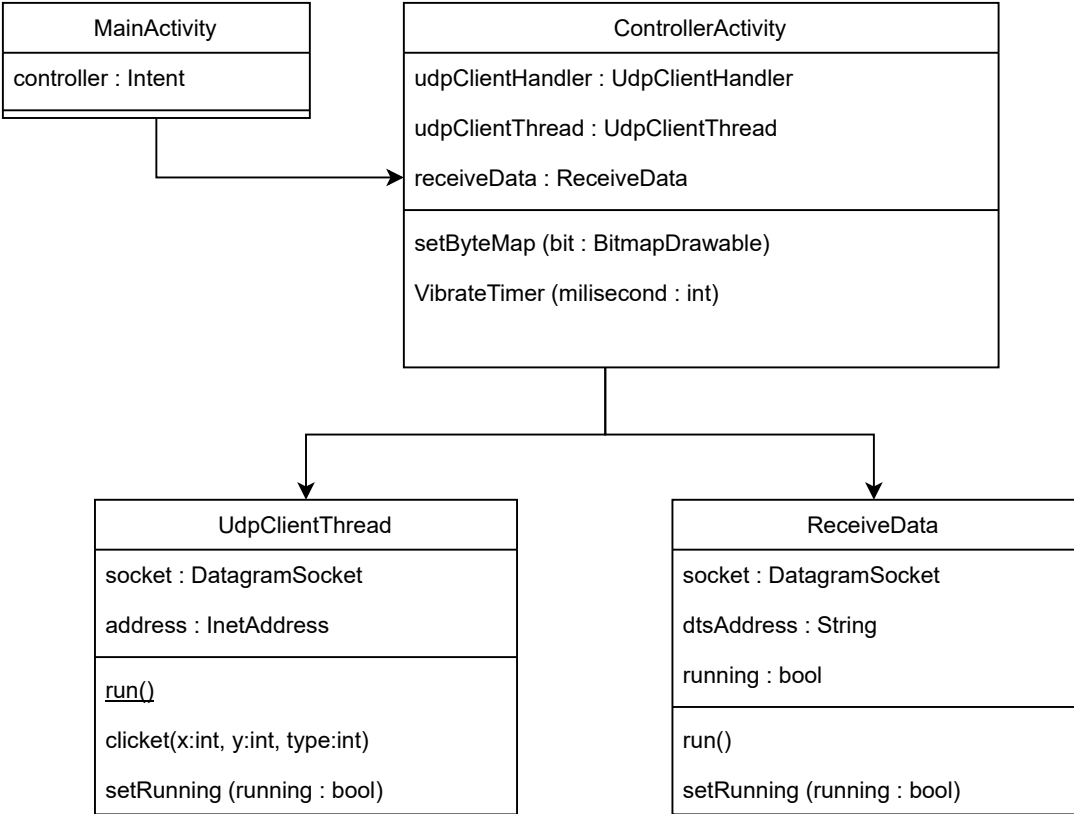 MainActivity
controller : Intent
ControllerActivity
udpClientHandler : UdpClientHandler
udpClientThread : UdpClientThread
receiveData : ReceiveData
setByteMap (bit : BitmapDrawable)
VibrateTimer (milisecond : int)
UdpClientThread
socket : DatagramSocket
address : InetAddress
run()
clicket(x:int, y:int, type:int)
setRunning (running : bool)
ReceiveData
socket : DatagramSocket
dtsAddress : String
running : bool
run()
setRunning (running : bool)